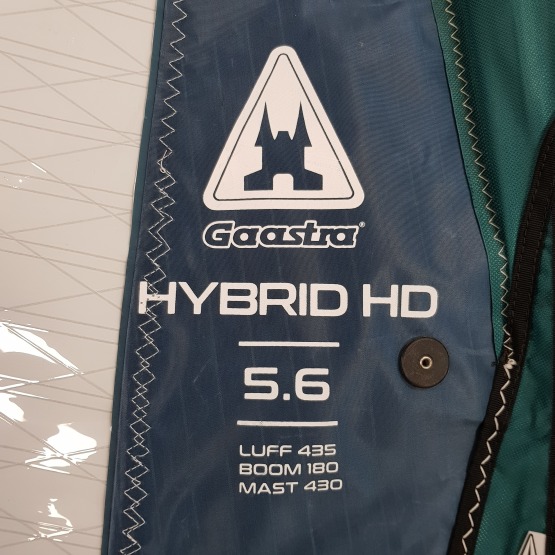 Gaastra®
HYBRID HD
5.6
LUFF 435
BOOM 180
MAST 430